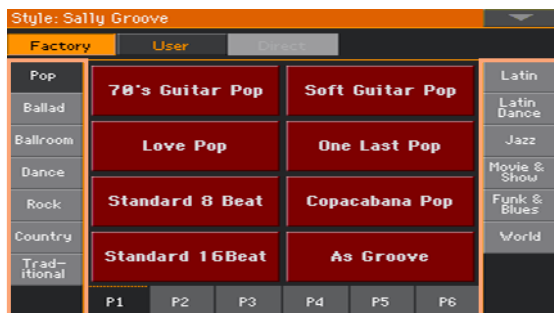 Style: Sally Groove
Factory User Direct
Pop
Ballad
Ballroom
Dance
Rock
Country
Trad-
itional
70's Guitar Pop Soft Guitar Pop
Love Pop One Last Pop
Standard 8 Beat Copacabana Pop
Standard 16Beat As Groove
Latin
Latin
Dance
Jazz
Movie &
Show
Funk &
Blues
World
P1 P2 P3 P4 P5 P6